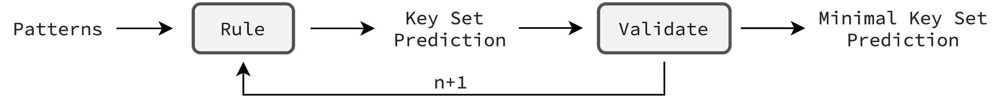 Patterns
Rule
Key Set
Prediction
Validate
Minimal Key Set
Prediction
n+1